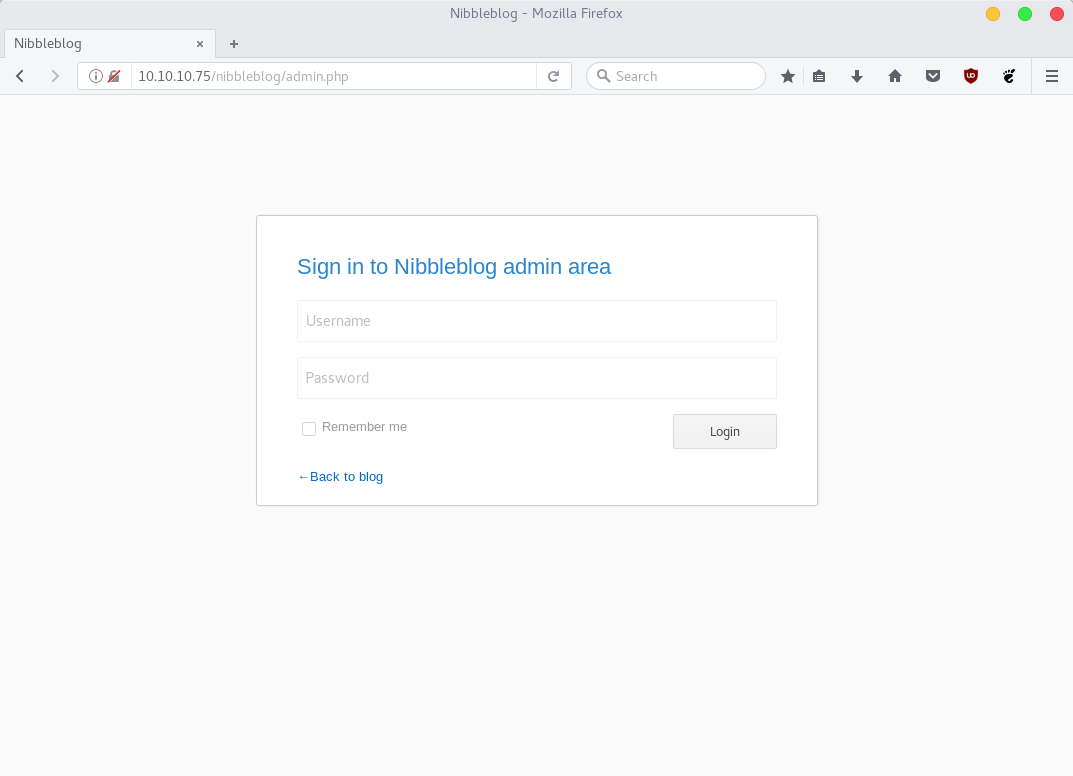 Nibbleblog - Mozilla Firefox
Nibbleblog
10.10.10.75/nibbleblog/admin.php
Search
Sign in to Nibbleblog admin area
Username
Password
Remember me
Login
←Back to blog